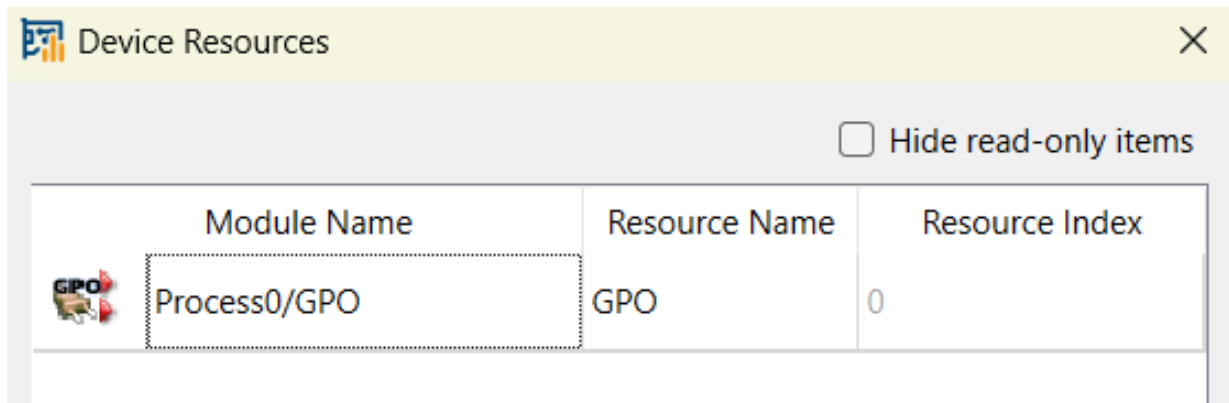 Device Resources
Hide read-only items
Module Name Resource Name Resource Index
GPO Process0/GPO GPO 0